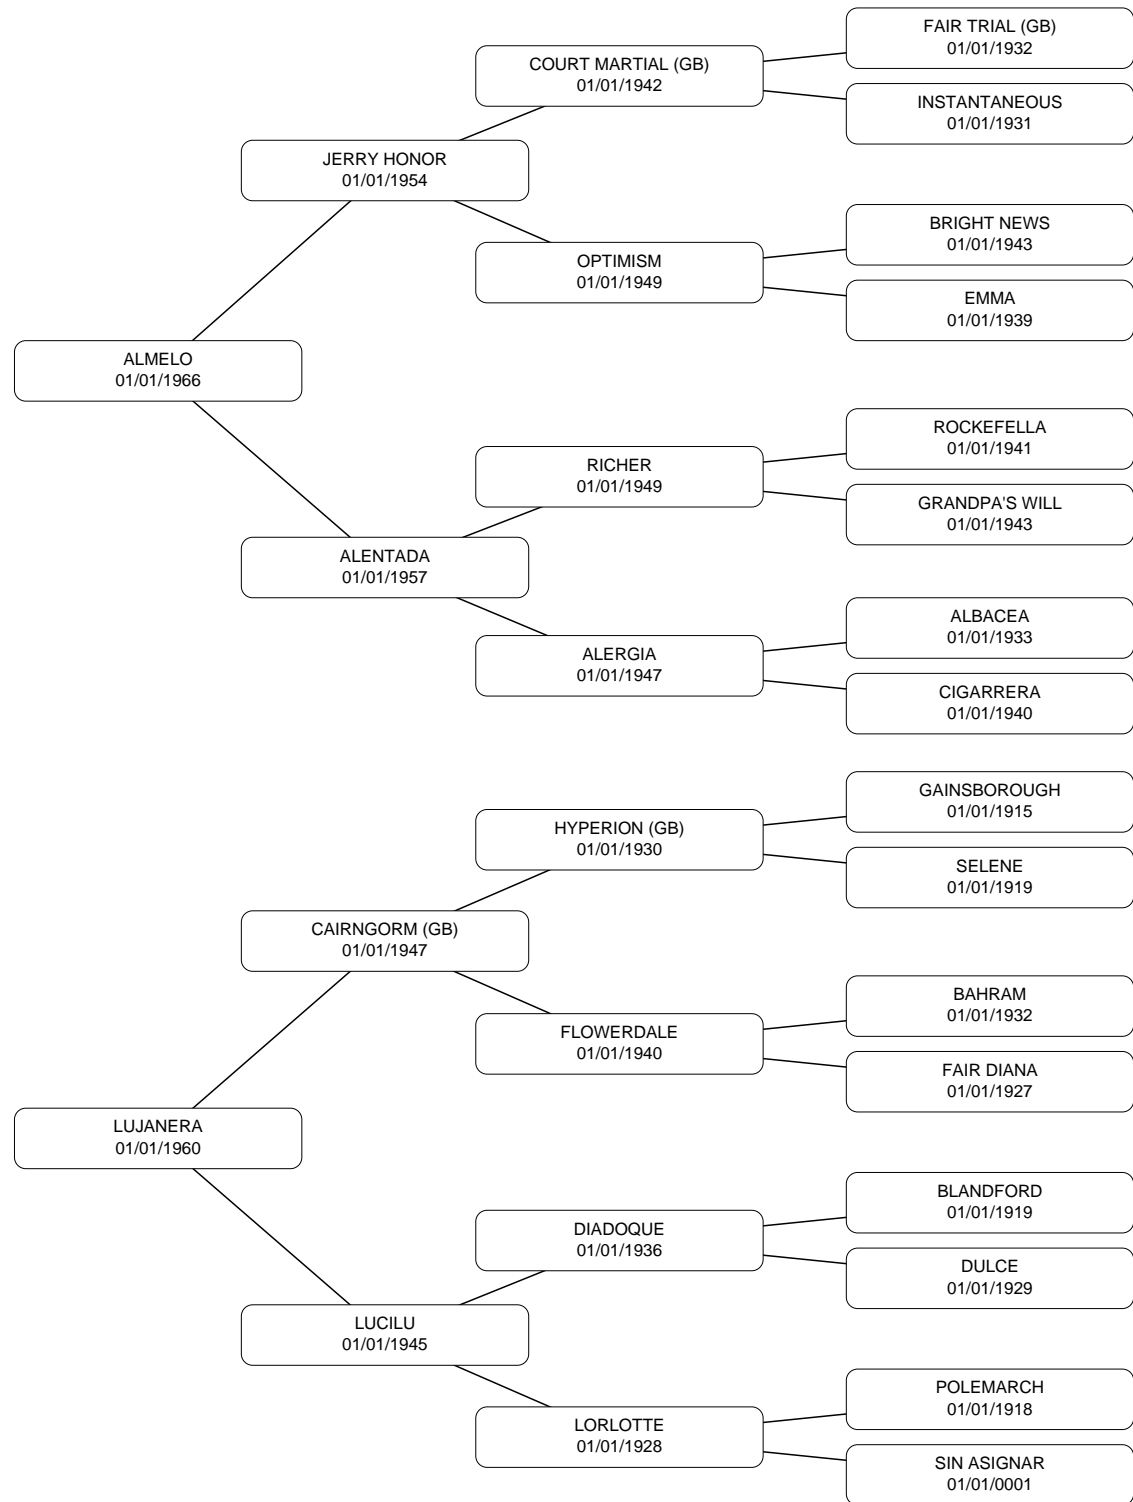 FAIR TRIAL (GB)
01/01/1932
COURT MARTIAL (GB)
01/01/1942
INSTANTANEOUS
01/01/1931
JERRY HONOR
01/01/1954
BRIGHT NEWS
01/01/1943
OPTIMISM
01/01/1949
EMMA
01/01/1939
ALMELO
01/01/1966
ROCKEFELLA
01/01/1941
RICHER
01/01/1949
GRANDPA'S WILL
01/01/1943
ALENTADA
01/01/1957
ALBACEA
01/01/1933
ALERGIA
01/01/1947
CIGARRERA
01/01/1940
GAINSBOROUGH
01/01/1915
HYPERION (GB)
01/01/1930
SELENE
01/01/1919
CAIRNGORM (GB)
01/01/1947
BAHRAM
01/01/1932
FLOWERDALE
01/01/1940
FAIR DIANA
01/01/1927
LUJANERA
01/01/1960
BLANDFORD
01/01/1919
DIADOQUE
01/01/1936
DULCE
01/01/1929
LUCILU
01/01/1945
POLEMARCH
01/01/1918
LORLOTTE
01/01/1928
SIN ASIGNAR
01/01/0001